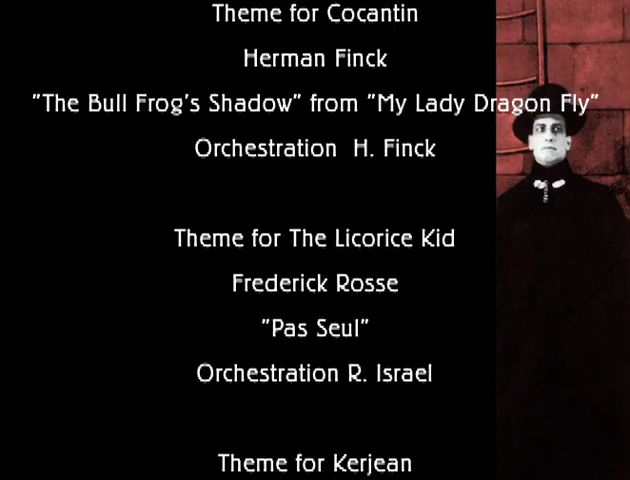 Theme for Cocantin
Herman Finck
"The Bull Frog's Shadow" from "My Lady Dragon Fly"
Orchestration H. Finck
Theme for The Licorice Kid
Frederick Rosse
"Pas Seul"
Orchestration R. Israel
Theme for Kerjean